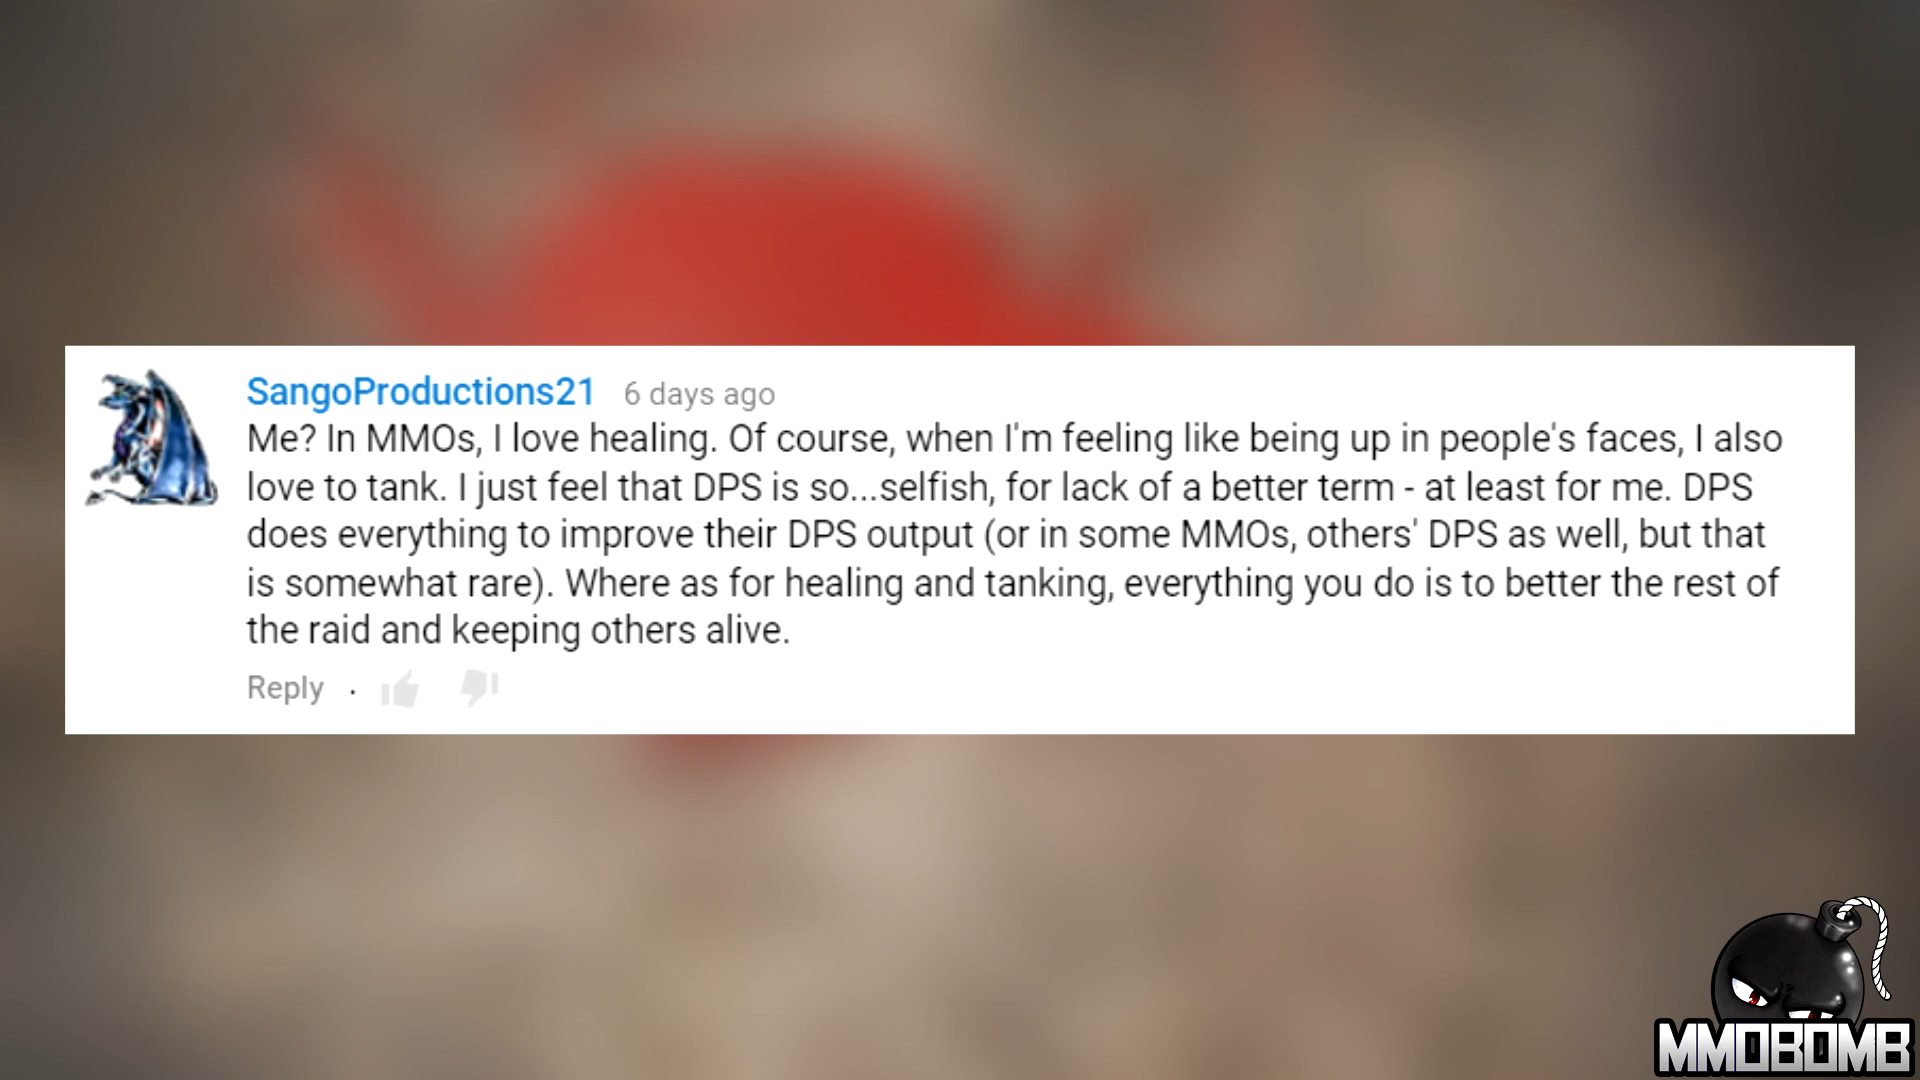 SangoProductions21 6 days ago
Me? In MMOs, I love healing. Of course, when I'm feeling like being up in people's faces, I also
love to tank. I just feel that DPS is so...selfish, for lack of a better term - at least for me. DPS
does everything to improve their DPS output (or in some MMOs, others' DPS as well, but that
is somewhat rare). Where as for healing and tanking, everything you do is to better the rest of
the raid and keeping others alive.
Reply ·
MMOBOMB